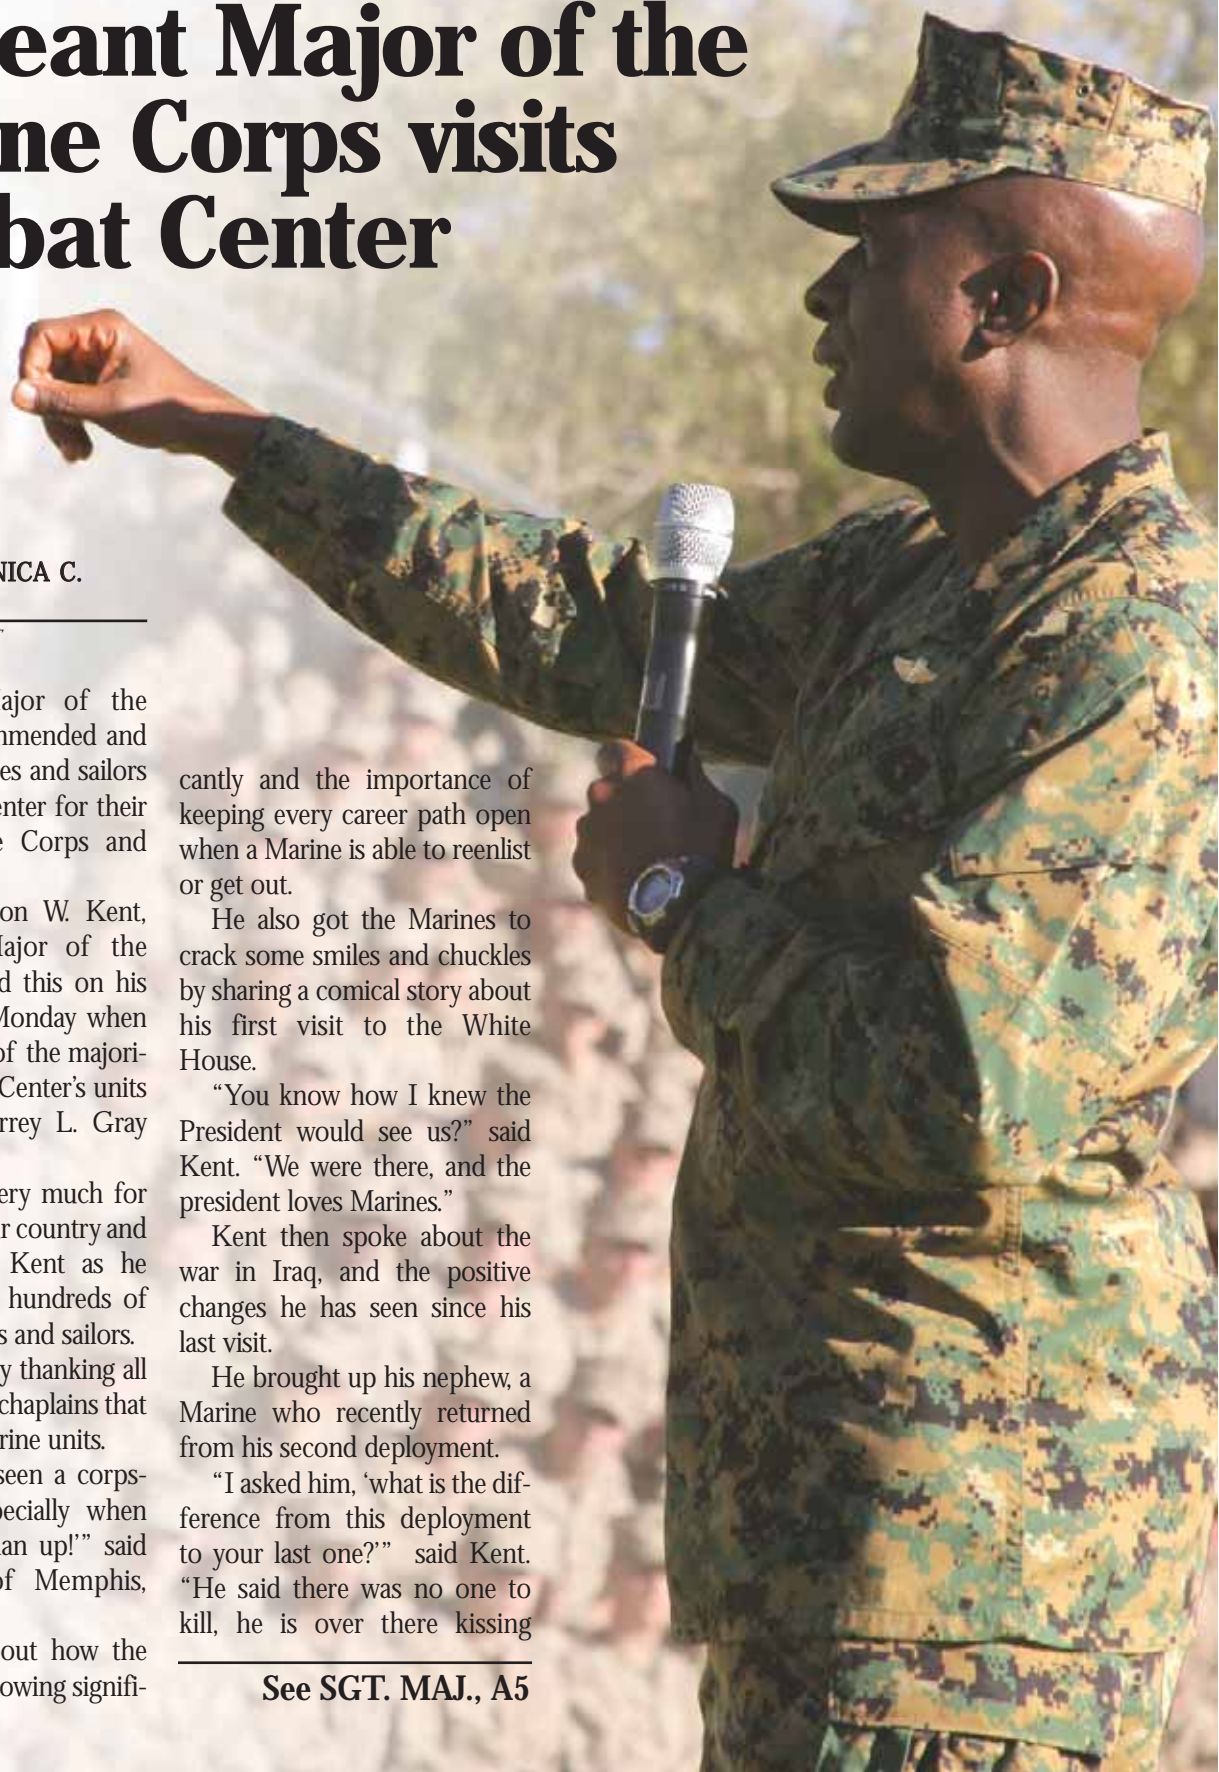 eant Major of the
ne Corps visits
bat Center
NICA C.
ajor of the
nmended and
es and sailors
enter for their
e Corps and
on W. Kent,
Major of the
d this on his
Monday when
of the majori-
Center’s units
rrey L. Gray
ery much for
r country and
Kent as he
hundreds of
s and sailors.
y thanking all
chaplains that
rine units.
seen a corps-
pecially when
an up!’” said
of Memphis,
out how the
owing signifi-
cantly and the importance of
keeping every career path open
when a Marine is able to reenlist
or get out.
He also got the Marines to
crack some smiles and chuckles
by sharing a comical story about
his first visit to the White
House.
“You know how I knew the
President would see us?” said
Kent. “We were there, and the
president loves Marines.”
Kent then spoke about the
war in Iraq, and the positive
changes he has seen since his
last visit.
He brought up his nephew, a
Marine who recently returned
from his second deployment.
“I asked him, ‘what is the dif-
ference from this deployment
to your last one?’” said Kent.
“He said there was no one to
kill, he is over there kissing
See SGT. MAJ., A5